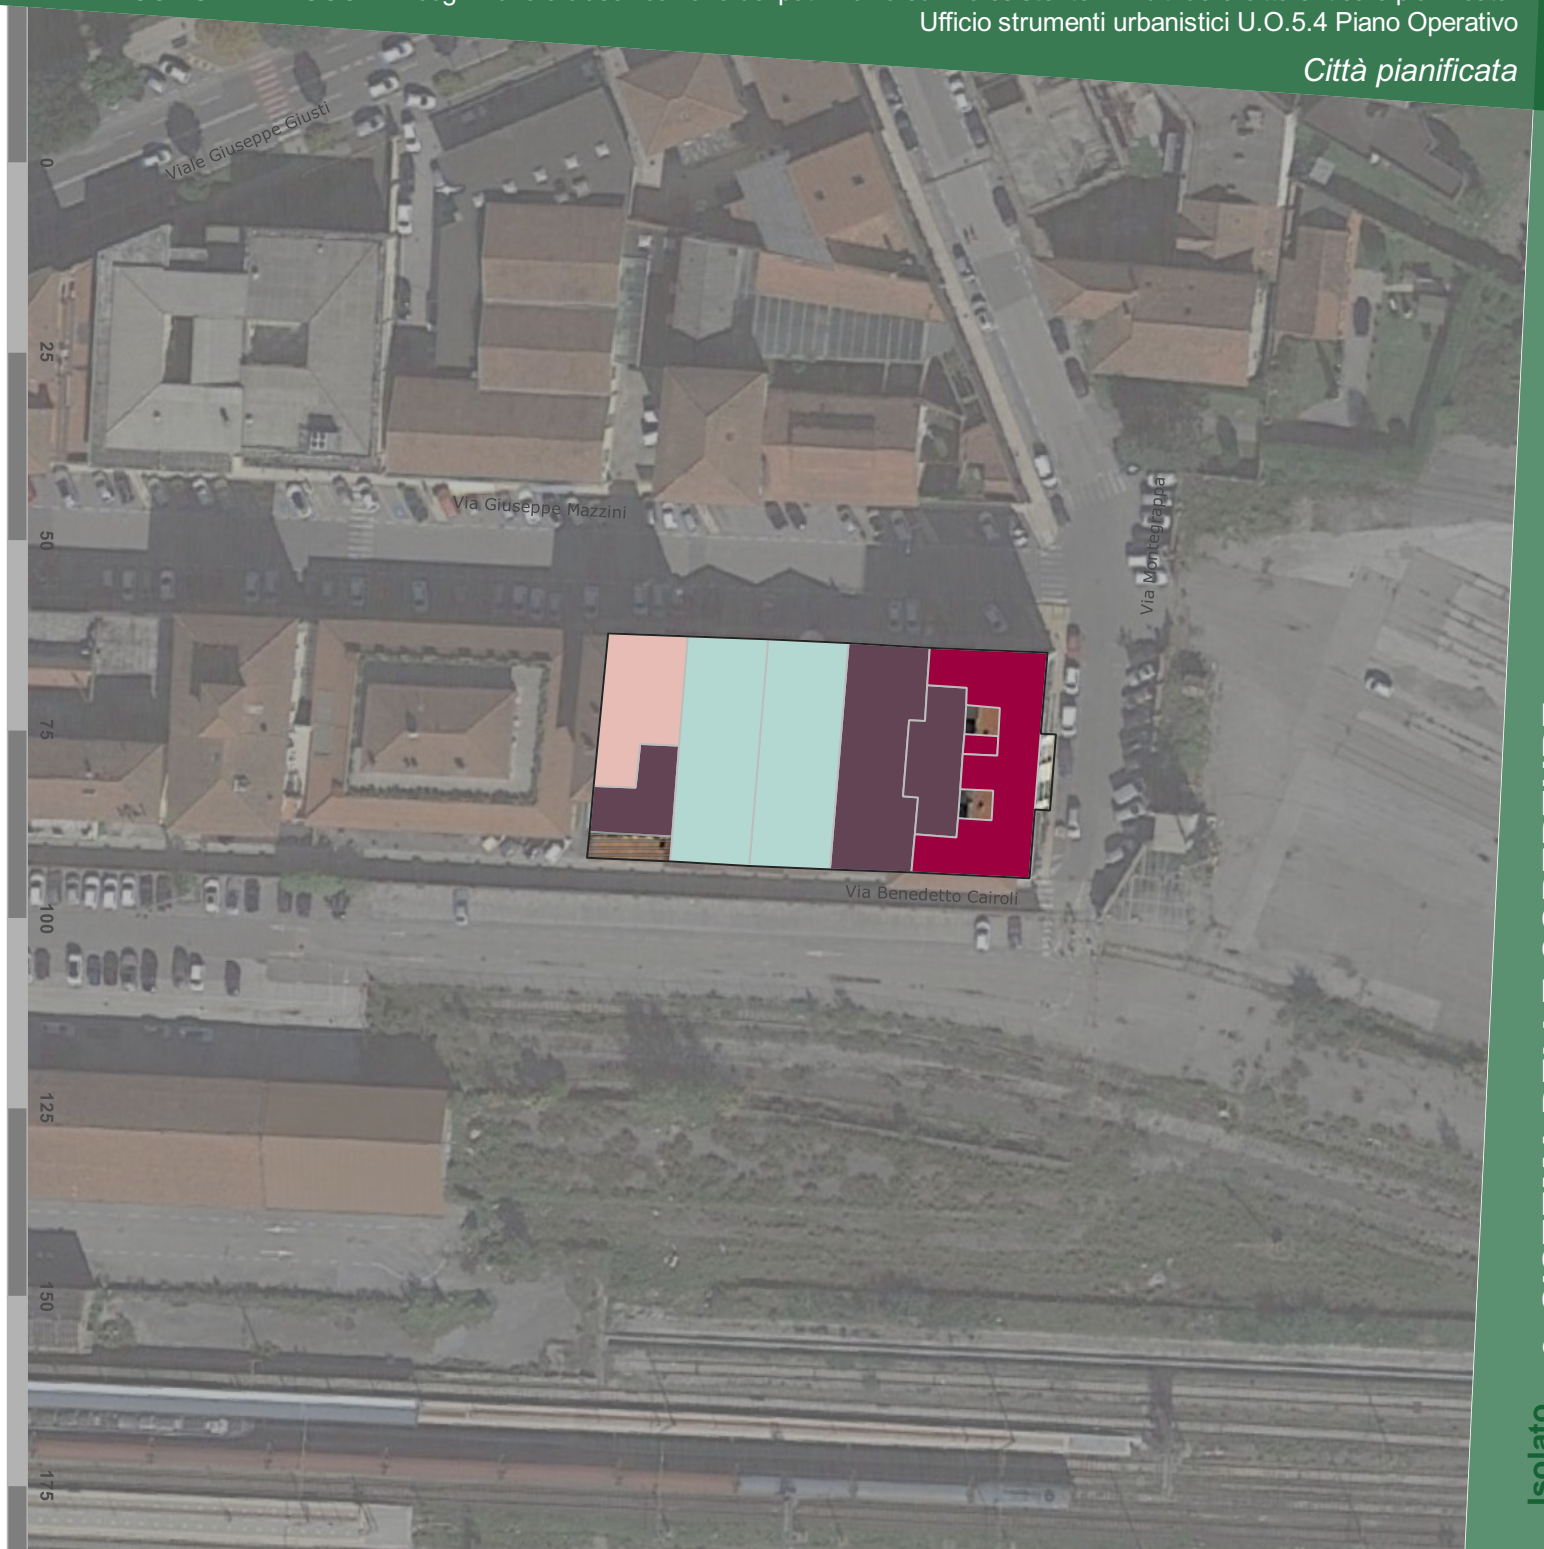 Ufficio strumenti urbanistici U.O.5.4 Piano Operativo
Città pianificata
Viale Giuseppe Giusti
0
25
Via Giuseppe Mazzini
Via Montegrappa
50
75
Via Benedetto Cairoli
100
125
150
Isolato
175